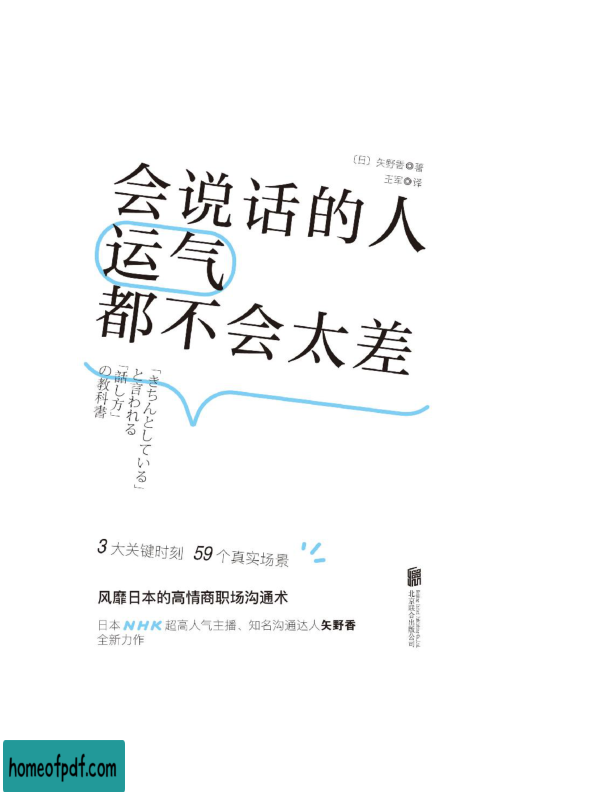 〔日〕矢野香◎著
王军◎译
会说话的人
运气
都不会太差
「きちんとしている」
と言われる
「話し方」
の教科書
3大关键时刻 59个真实场景
风靡日本的高情商职场沟通术
日本NHK超高人气主播、知名沟通达人矢野香
全新力作
北京联合出版公司
homeofpdf.com